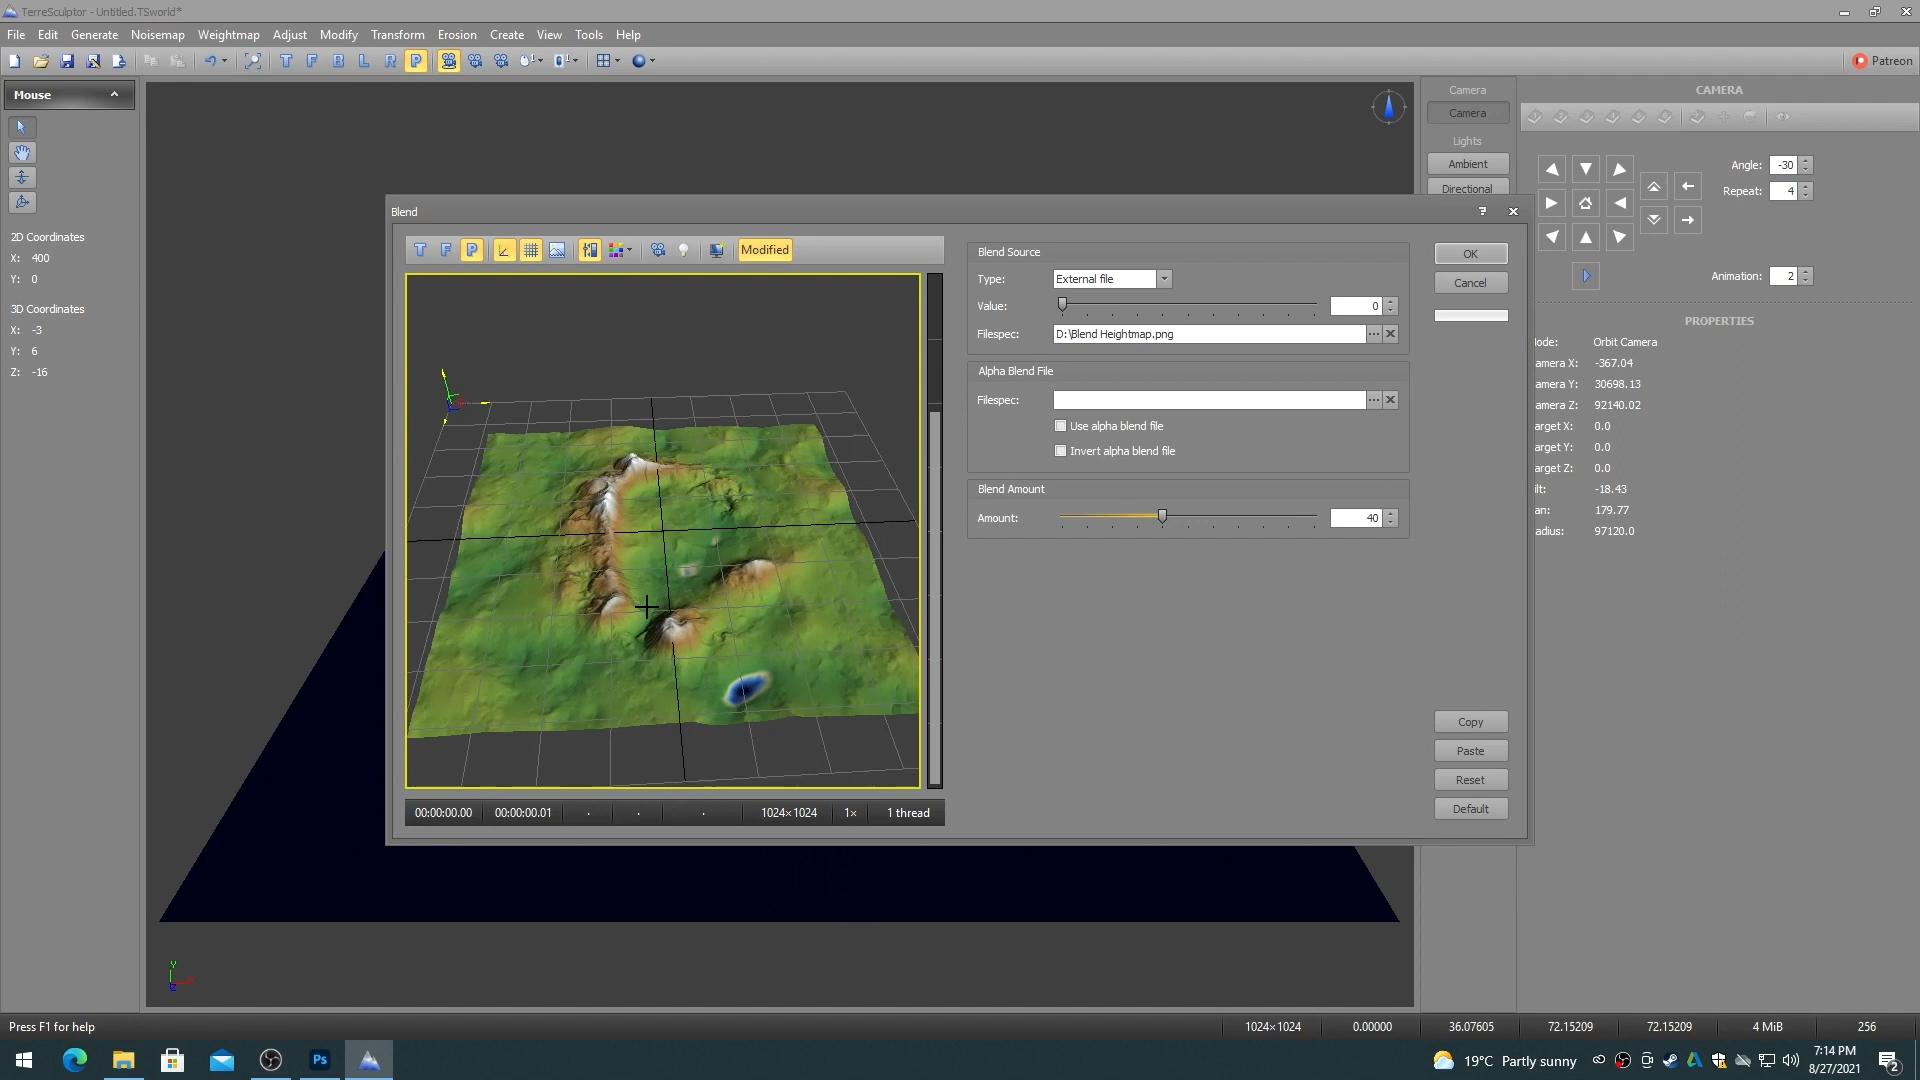 TerreSculptor - Untitled.TSworld*
File Edit Generate Noisemap Weightmap Adjust Modify Transform Erosion Create View Tools Help
T F B L R P
Patreon
Mouse
2D Coordinates
X: 400
Y: 0
3D Coordinates
X: -3
Y: 6
Z: -16
Camera
Camera
Lights
Ambient
Directional
CAMERA
Angle: -30
Repeat: 4
Animation: 2
PROPERTIES
ode: Orbit Camera
amera X: -367.04
amera Y: 30698.13
amera Z: 92140.02
arget X: 0.0
arget Y: 0.0
arget Z: 0.0
ilt: -18.43
an: 179.77
adius: 97120.0
Blend
T F P Modified
Blend Source
Type: External file
Value: 0
Filespec: D:\Blend Heightmap.png
Alpha Blend File
Filespec:
Use alpha blend file
Invert alpha blend file
Blend Amount
Amount: 40
OK
Cancel
Copy
Paste
Reset
Default
00:00:00.00 00:00:00.01 . . . 1024×1024 1× 1 thread
Press F1 for help
1024×1024 0.00000 36.07605 72.15209 72.15209 4 MiB 256
Ps
19°C Partly sunny
7:14 PM
8/27/2021
2